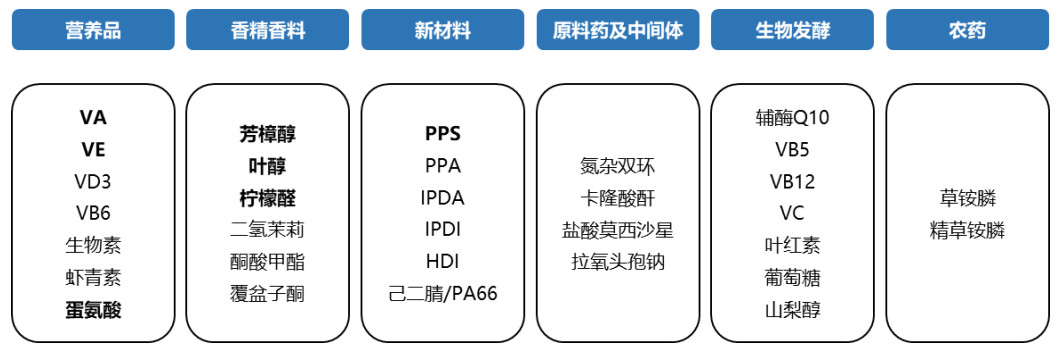 营养品
香精香料
新材料
原料药及中间体
生物发酵
农药
VA
VE
VD3
VB6
生物素
虾青素
蛋氨酸
芳樟醇
叶醇
柠檬醛
二氢茉莉
酮酸甲酯
覆盆子酮
PPS
PPA
IPDA
IPDI
HDI
己二腈/PA66
氮杂双环
卡隆酸酐
盐酸莫西沙星
拉氧头孢钠
辅酶Q10
VB5
VB12
VC
叶红素
葡萄糖
山梨醇
草铵膦
精草铵膦